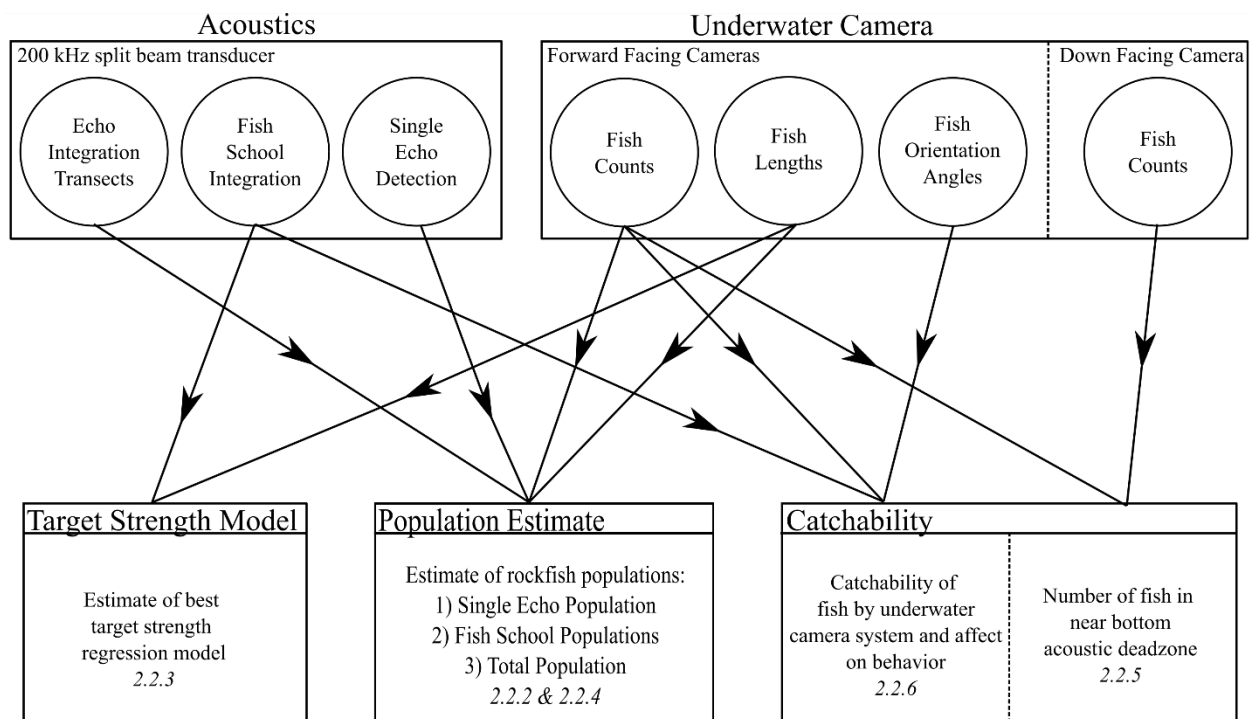 Acoustics
200 kHz split beam transducer
Echo
Integration
Transects
Fish
School
Integration
Single
Echo
Detection
Underwater Camera
Forward Facing Cameras
Down Facing Camera
Fish
Counts
Fish
Lengths
Fish
Orientation
Angles
Fish
Counts
Target Strength Model
Estimate of best
target strength
regression model
2.2.3
Population Estimate
Estimate of rockfish populations:
1) Single Echo Population
2) Fish School Populations
3) Total Population
2.2.2 & 2.2.4
Catchability
Catchability of
fish by underwater
camera system and affect
on behavior
2.2.6
Number of fish in
near bottom
acoustic deadzone
2.2.5